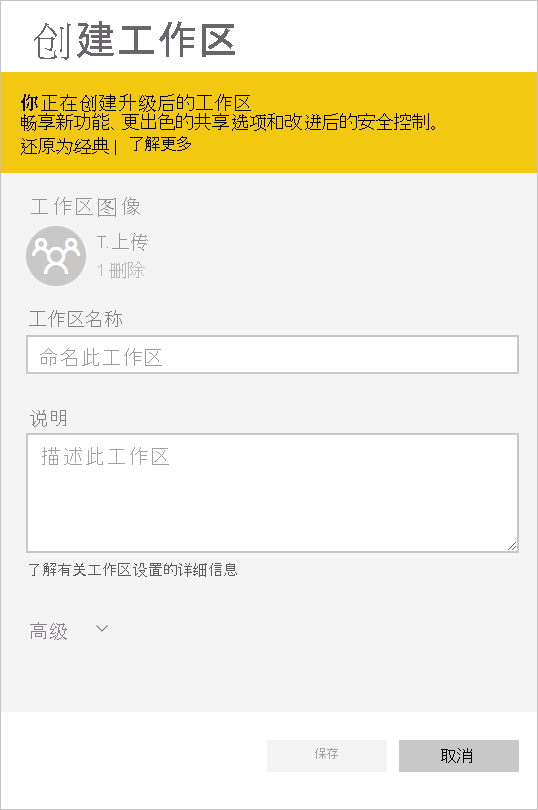 创建工作区
你正在创建升级后的工作区
畅享新功能、更出色的共享选项和改进后的安全控制。
还原为经典 | 了解更多
工作区图像
T.上传
1 删除
工作区名称
命名此工作区
说明
描述此工作区
了解有关工作区设置的详细信息
高级
保存 取消